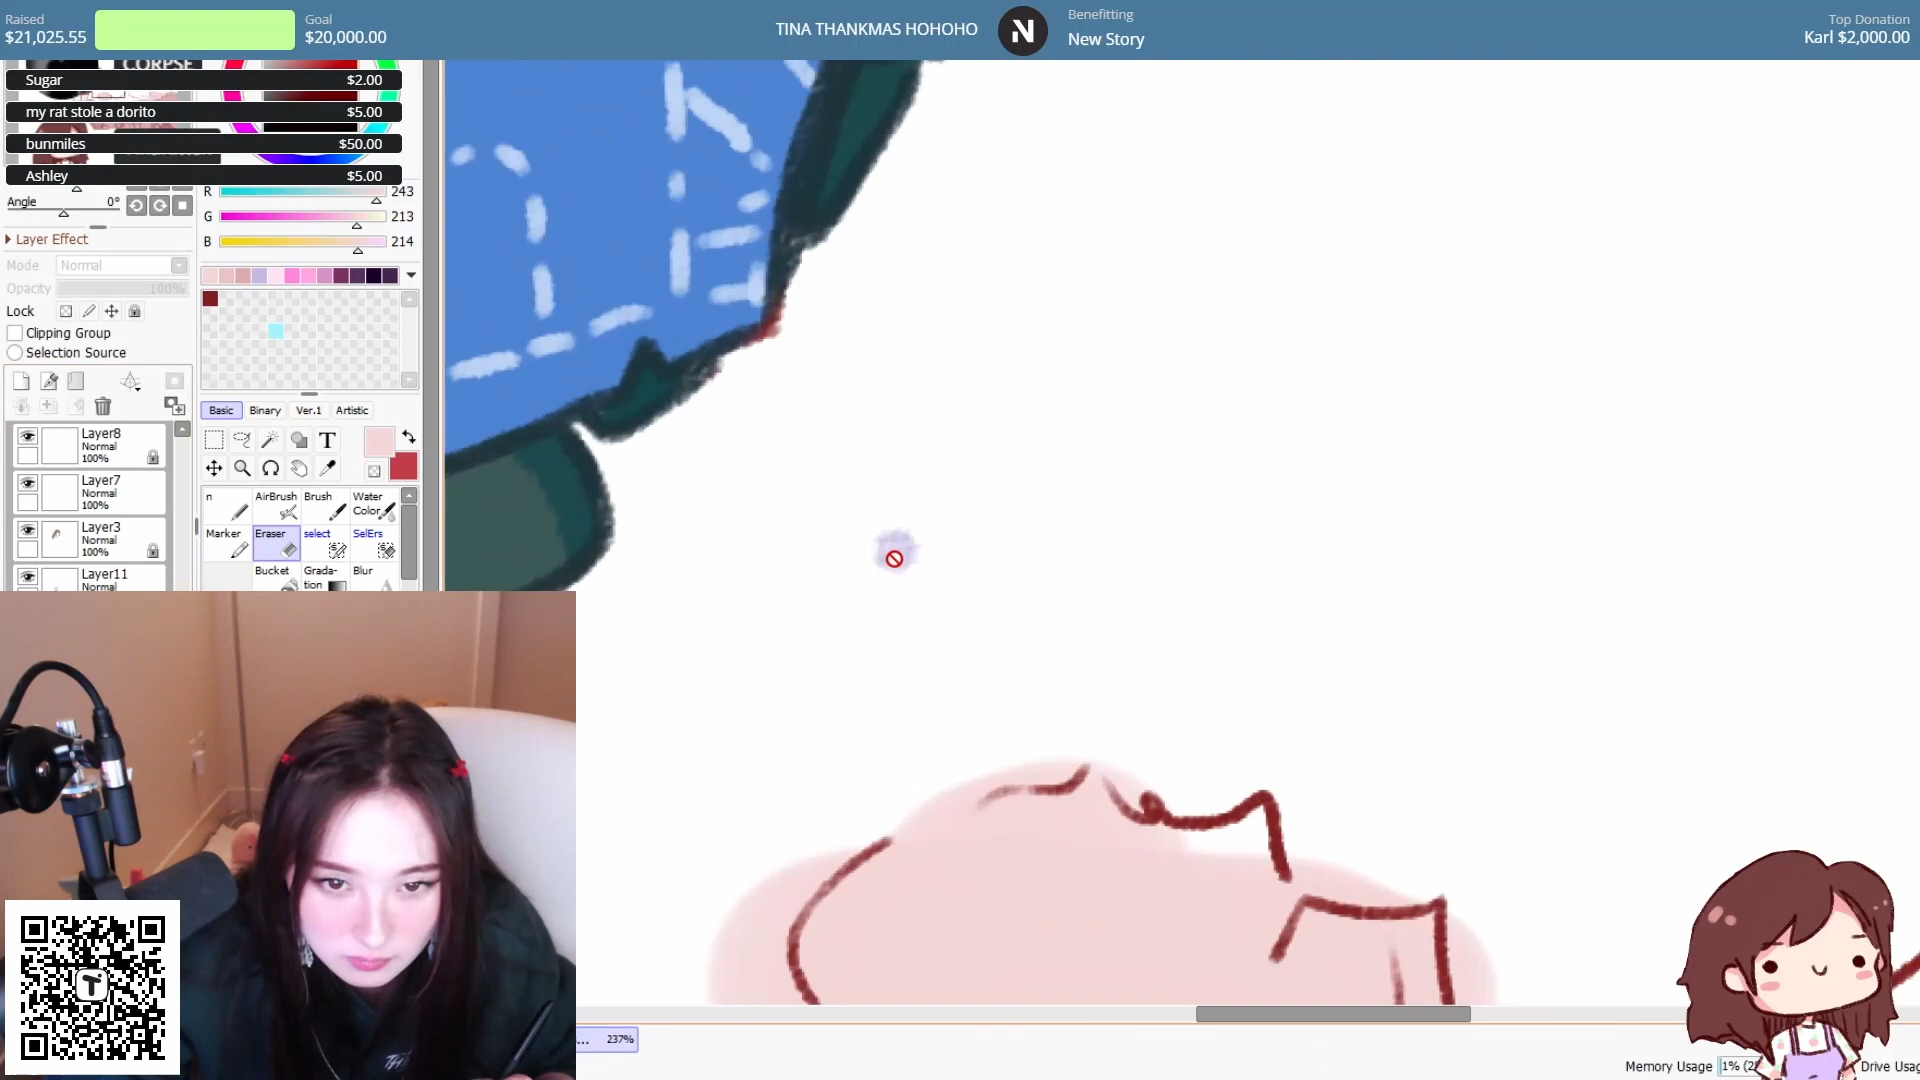 Raised
$21,025.55
Goal
$20,000.00
TINA THANKMAS HOHOHO
Benefitting
New Story
Top Donation
Karl $2,000.00
CORPSE
Sugar $2.00
my rat stole a dorito $5.00
bunmiles $50.00
Ashley $5.00
Angle 0°
R 243
G 213
B 214
Layer Effect
Mode Normal
Opacity 100%
Lock
Clipping Group
Selection Source
Basic Binary Ver.1 Artistic
T
Layer8
Normal
100%
Layer7
Normal
100%
Layer3
Normal
100%
Layer11
Normal
n AirBrush Brush Water Color
Marker Eraser select SelErs
Bucket Grada-tion Blur
... 237%
Memory Usage 1%
Drive Usag